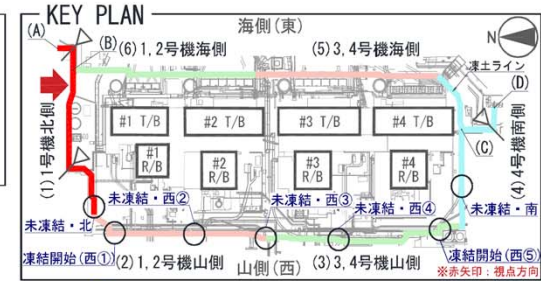 KEY PLAN
海側(東)
(A)
(B)
(6)1,2号機海側
(5)3,4号機海側
N
凍土ライン
(D)
#1 T/B
#2 T/B
#3 T/B
#4 T/B
(1)1号機北側
#1 R/B
#2 R/B
#3 R/B
#4 R/B
(C)
(4)4号機南側
未凍結・西②
未凍結・西③
未凍結・西④
未凍結・南
未凍結・北
凍結開始(西①)
(2)1,2号機山側
山側(西)
(3)3,4号機山側
凍結開始(西⑤)
※赤矢印:視点方向